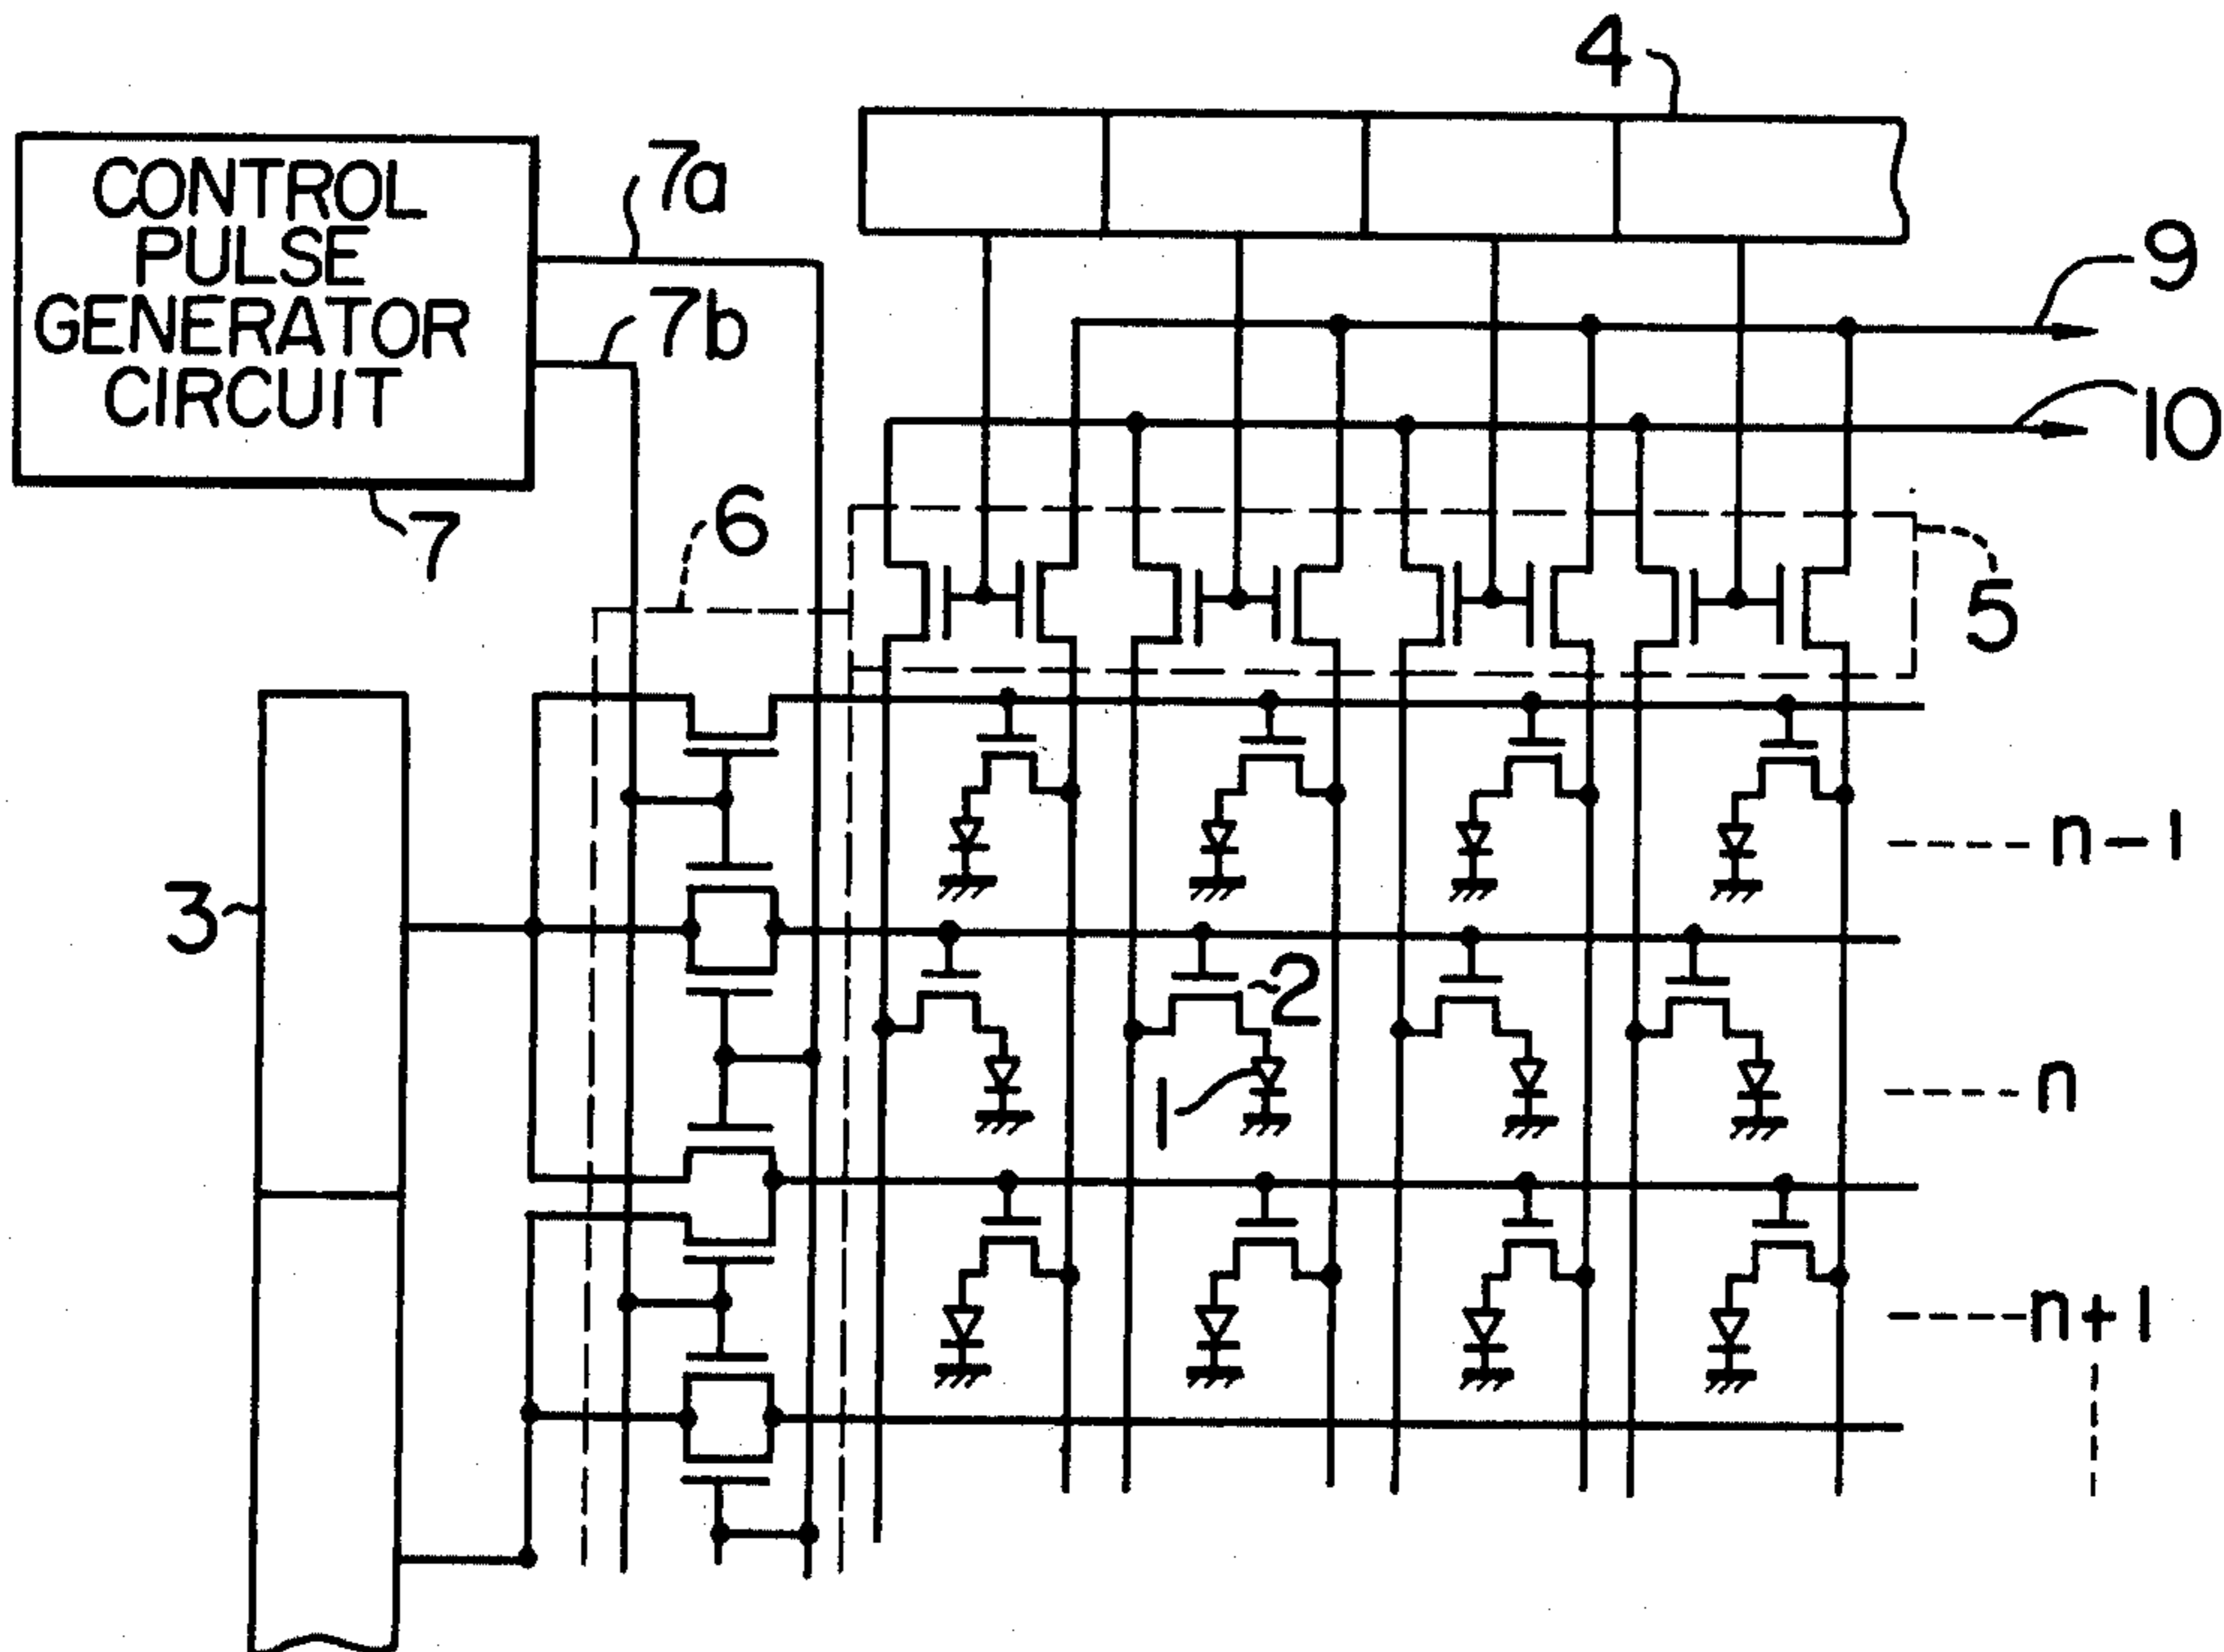 4
CONTROL
PULSE
GENERATOR
CIRCUIT
7a
7b
9
10
7
6
5
n-1
3
2
1
n
n+1